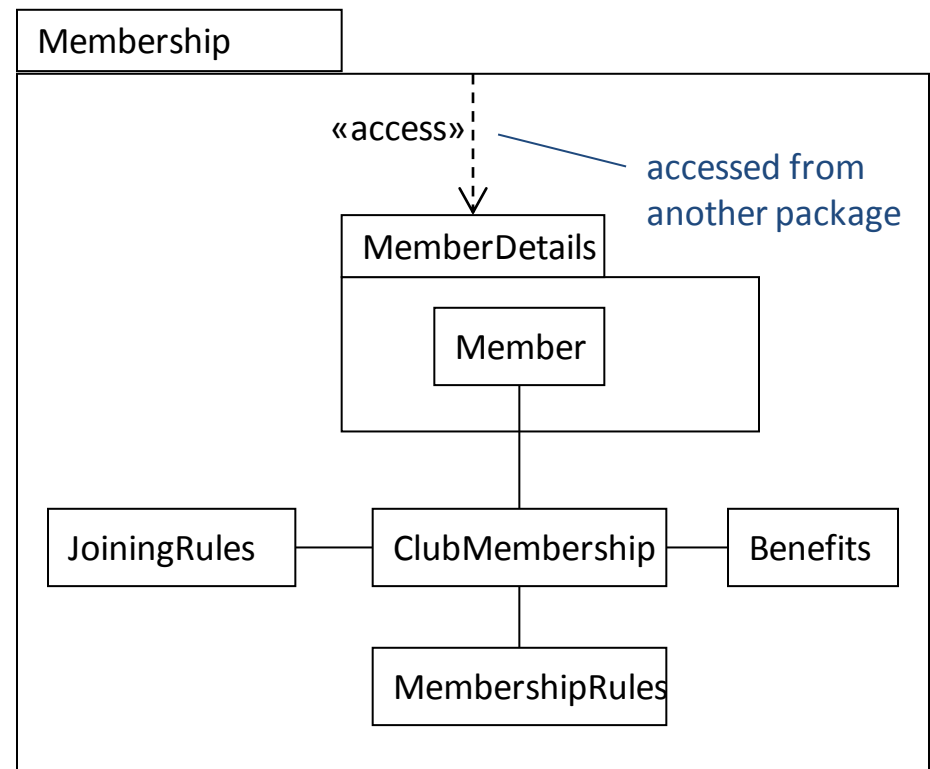 Membership
«access»
accessed from
another package
MemberDetails
Member
JoiningRules
ClubMembership
Benefits
MembershipRules